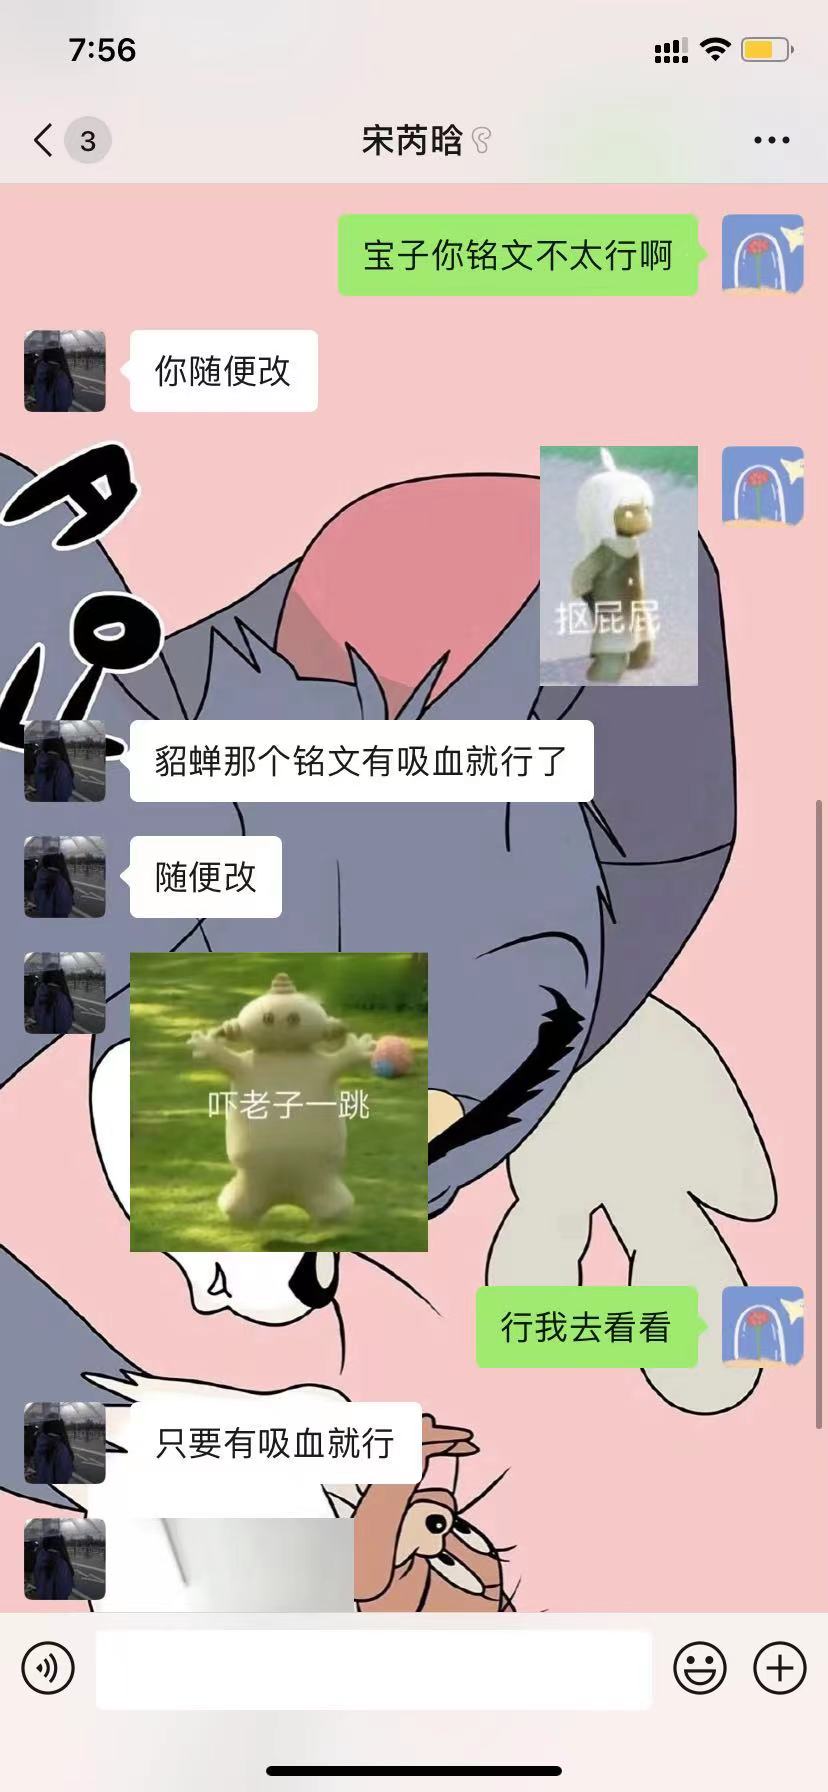 7:56
3
宋芮晗
宝子你铭文不太行啊
你随便改
抠屁屁
貂蝉那个铭文有吸血就行了
随便改
吓老子一跳
行我去看看
只要有吸血就行